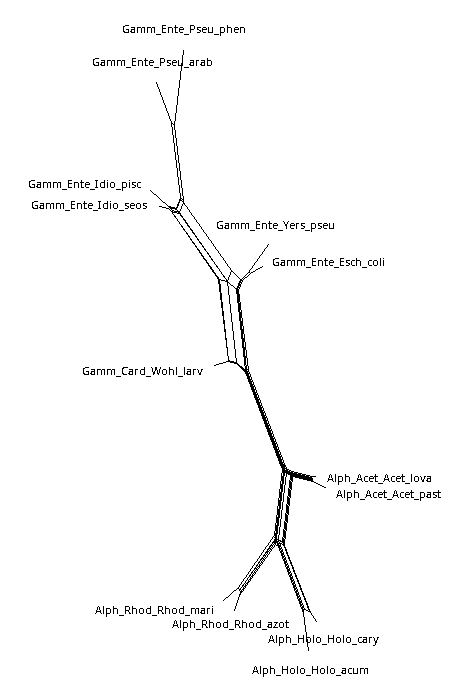 Gamm_Ente_Pseu_phen
Gamm_Ente_Pseu_arab
Gamm_Ente_Idio_pisc
Gamm_Ente_Idio_seos
Gamm_Ente_Yers_pseu
Gamm_Ente_Esch_coli
Gamm_Card_Wohl_larv
Alph_Acet_Acet_lova
Alph_Acet_Acet_past
Alph_Rhod_Rhod_mari
Alph_Rhod_Rhod_azot
Alph_Holo_Holo_cary
Alph_Holo_Holo_acum